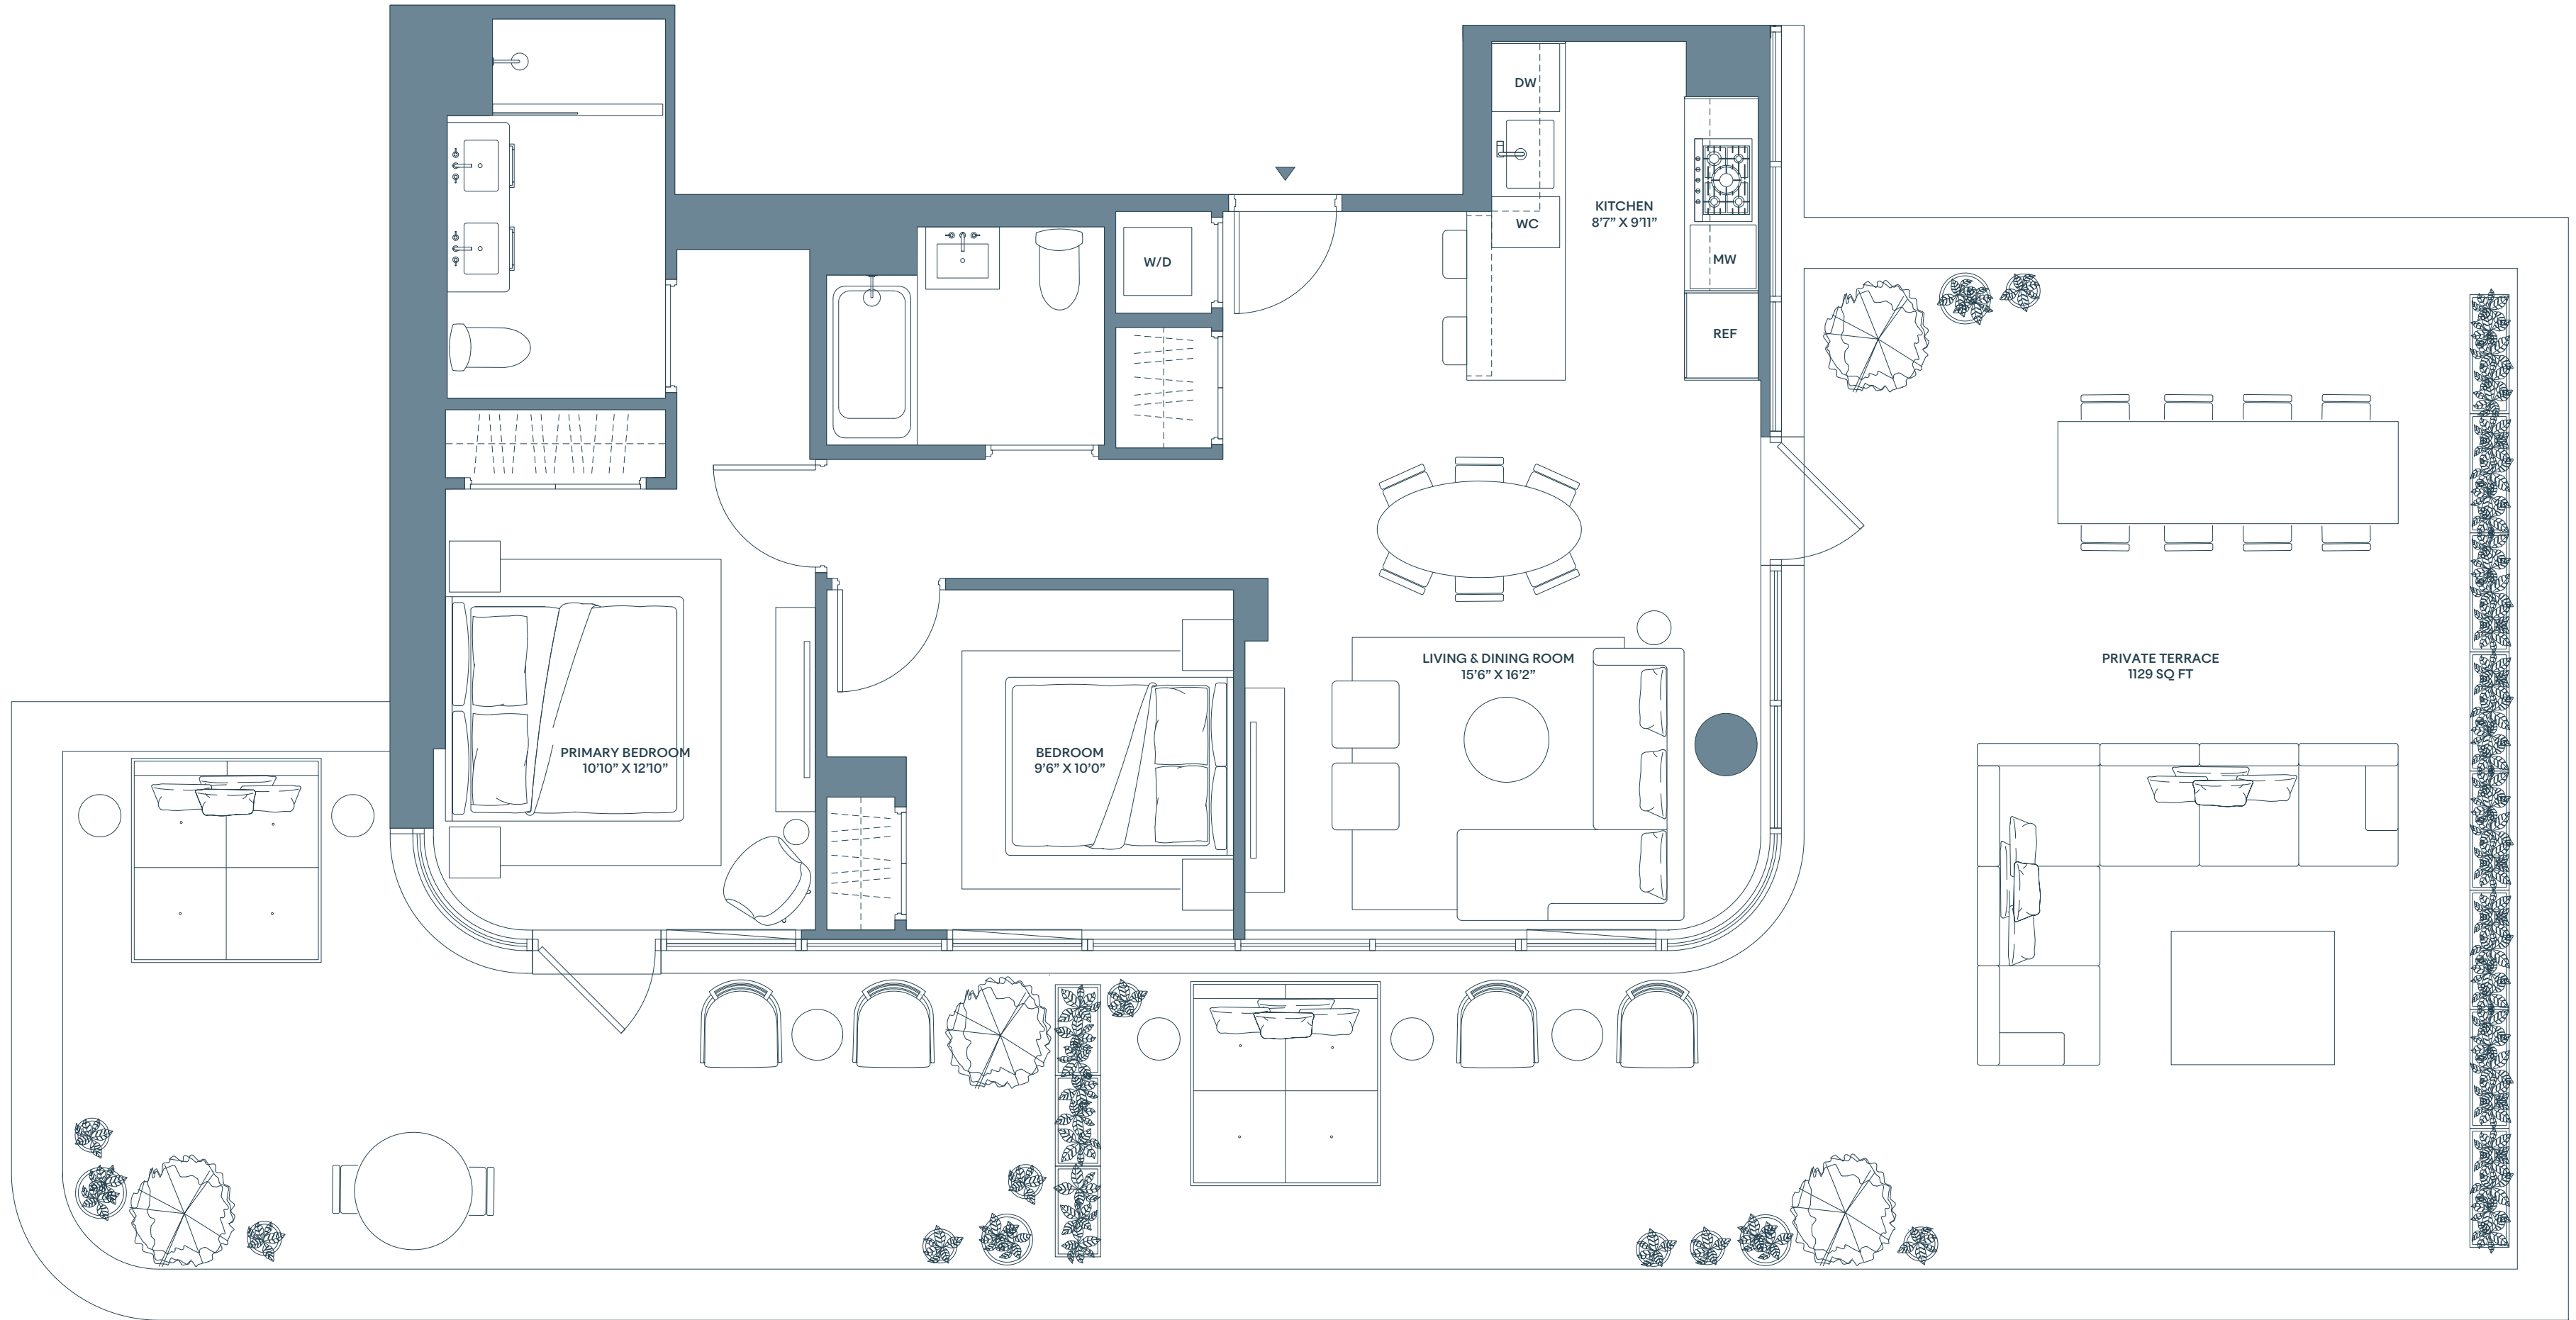 DW
WC
KITCHEN
8’7” X 9’11”
W/D
MW
REF
PRIMARY BEDROOM
10’10” X 12’10”
BEDROOM
9’6” X 10’0”
LIVING & DINING ROOM
15’6” X 16’2”
PRIVATE TERRACE
1129 SQ FT